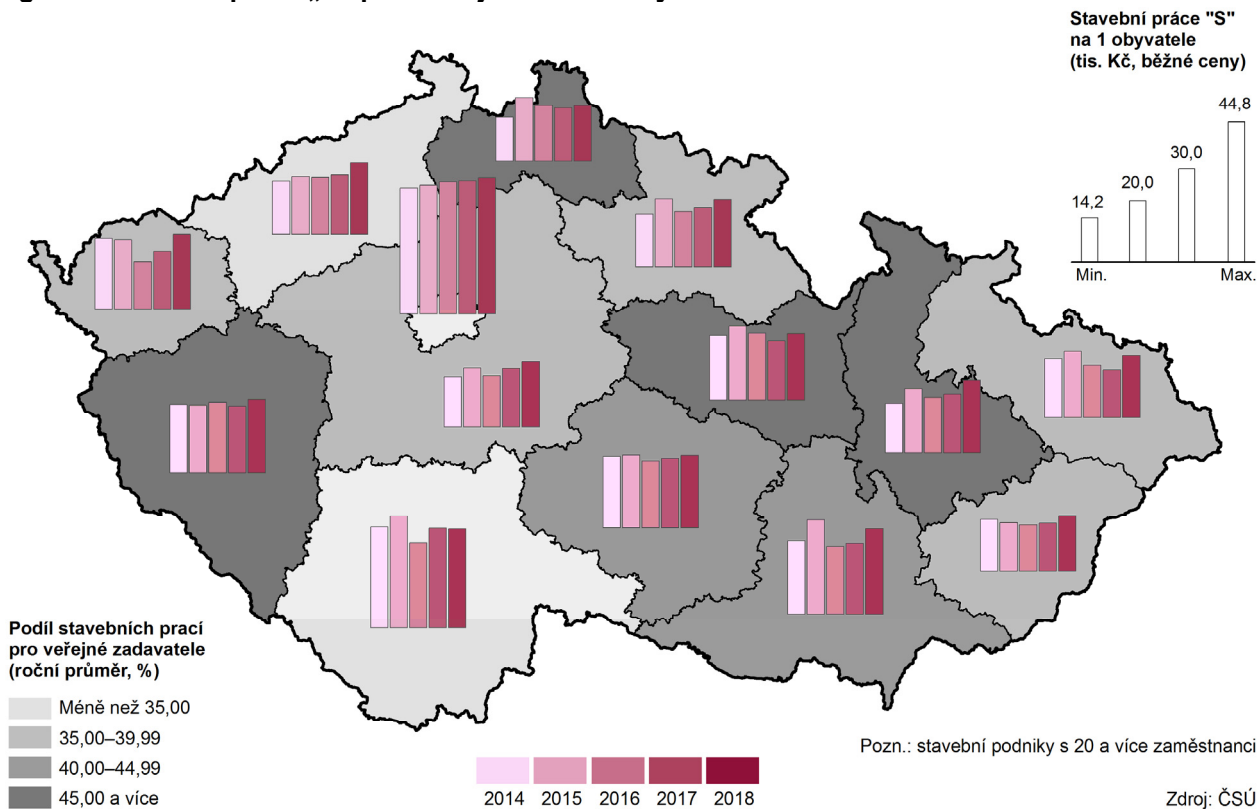 Stavební práce "S"
na 1 obyvatele
(tis. Kč, běžné ceny)
44,8
30,0
20,0
14,2
Min.
Max.
Podíl stavebních prací
pro veřejné zadavatele
(roční průměr, %)
Méně než 35,00
35,00–39,99
40,00–44,99
45,00 a více
2014 2015 2016 2017 2018
Pozn.: stavební podniky s 20 a více zaměstnanci
Zdroj: ČSÚ